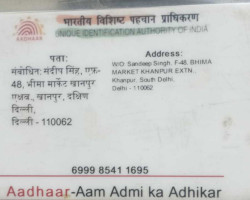 भारतीय विशिष्ट पहचान प्राधिकरण
UNIQUE IDENTIFICATION AUTHORITY OF INDIA
AADHAAR
पता:
संबोधित: संदीप सिंह, एफ-
48, भीमा मार्केट खानपुर
एक्सटे, खानपुर, दक्षिण
दिल्ली,
दिल्ली - 110062
Address:
W/O: Sandeep Singh, F-48, BHIMA
MARKET KHANPUR EXTN.,
Khanpur, South Delhi,
Delhi - 110062
6999 8541 1695
Aadhaar-Aam Admi ka Adhikar